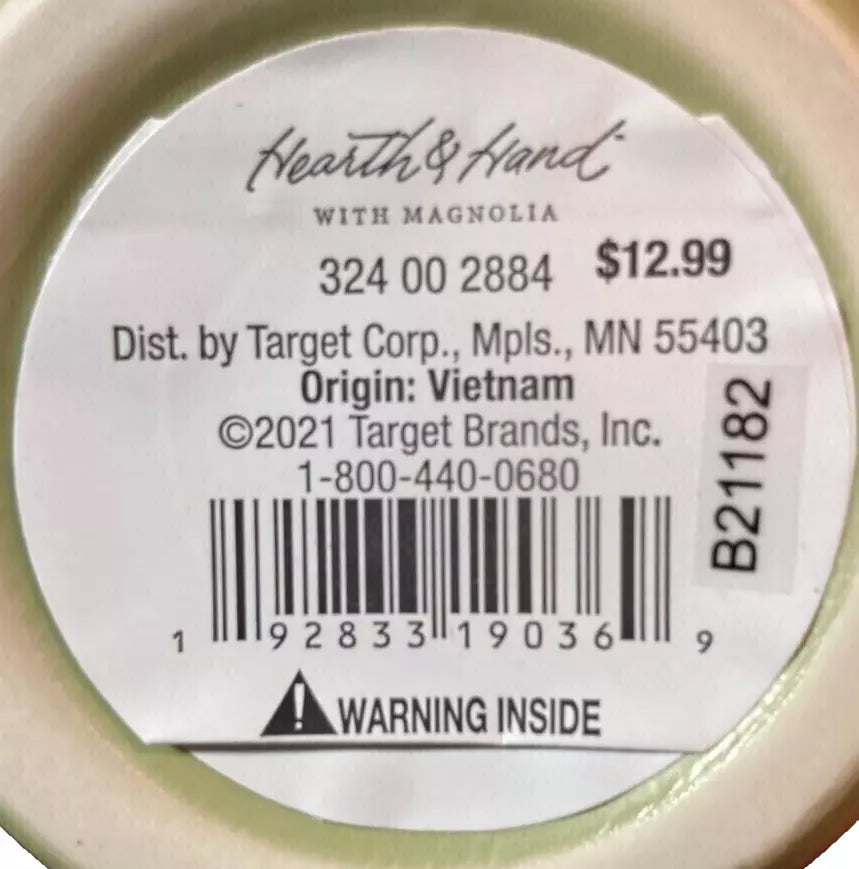 Hearth & Hand
WITH MAGNOLIA
324 00 2884 $12.99
Dist. by Target Corp., Mpls., MN 55403
Origin: Vietnam
©2021 Target Brands, Inc.
1-800-440-0680
B21182
1 92833 19036 9
WARNING INSIDE